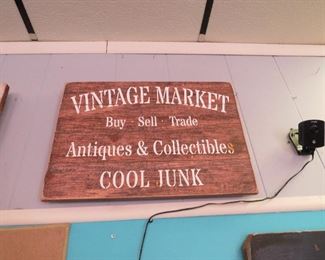 VINTAGE MARKET
Buy · Sell · Trade
Antiques & Collectibles
COOL JUNK